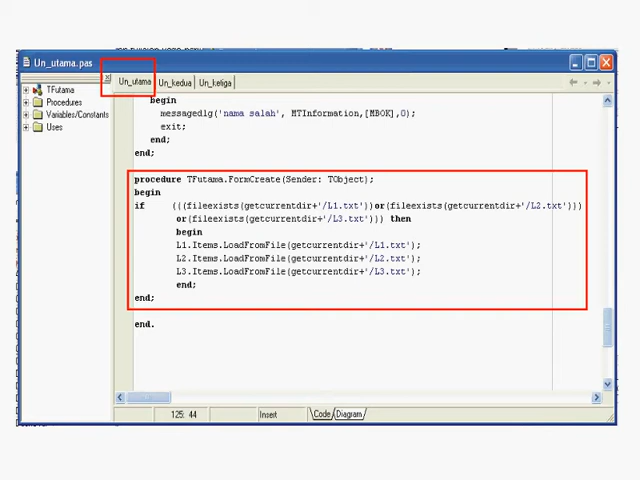 Un_utama.pas
Un_utama Un_kedua Un_ketiga
TFutama
Procedures
Variables/Constants
Uses
begin
messagedlg('nama salah', MTInformation,[MBOK],0);
exit;
end;
end;
procedure TFutama.FormCreate(Sender: TObject);
begin
if (((fileexists(getcurrentdir+'/L1.txt'))or(fileexists(getcurrentdir+'/L2.txt')))
or(fileexists(getcurrentdir+'/L3.txt'))) then
begin
L1.Items.LoadFromFile(getcurrentdir+'/L1.txt');
L2.Items.LoadFromFile(getcurrentdir+'/L2.txt');
L3.Items.LoadFromFile(getcurrentdir+'/L3.txt');
end;
end;
end.
125: 44 Insert Code Diagram